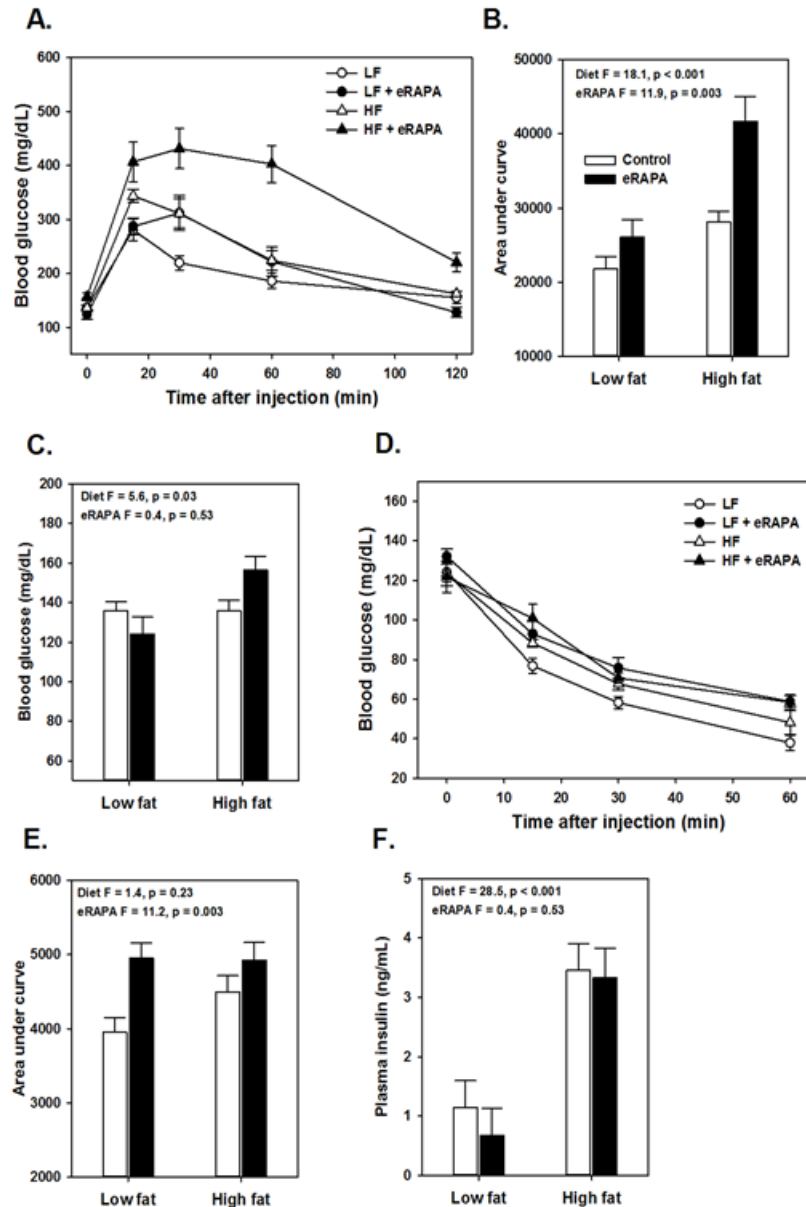 A.
600
500
400
300
200
100
Blood glucose (mg/dL)
LF
LF + eRAPA
HF
HF + eRAPA
0 20 40 60 80 100 120
Time after injection (min)
B.
50000
40000
30000
20000
10000
Area under curve
Diet F = 18.1, p < 0.001
eRAPA F = 11.9, p = 0.003
Control
eRAPA
Low fat High fat
C.
200
180
160
140
120
100
80
60
Blood glucose (mg/dL)
Diet F = 5.6, p = 0.03
eRAPA F = 0.4, p = 0.53
Low fat High fat
D.
160
140
120
100
80
60
40
20
Blood glucose (mg/dL)
LF
LF + eRAPA
HF
HF + eRAPA
0 10 20 30 40 50 60
Time after injection (min)
E.
6000
5000
4000
3000
2000
Area under curve
Diet F = 1.4, p = 0.23
eRAPA F = 11.2, p = 0.003
Low fat High fat
F.
5
4
3
2
1
0
Plasma insulin (ng/mL)
Diet F = 28.5, p < 0.001
eRAPA F = 0.4, p = 0.53
Low fat High fat